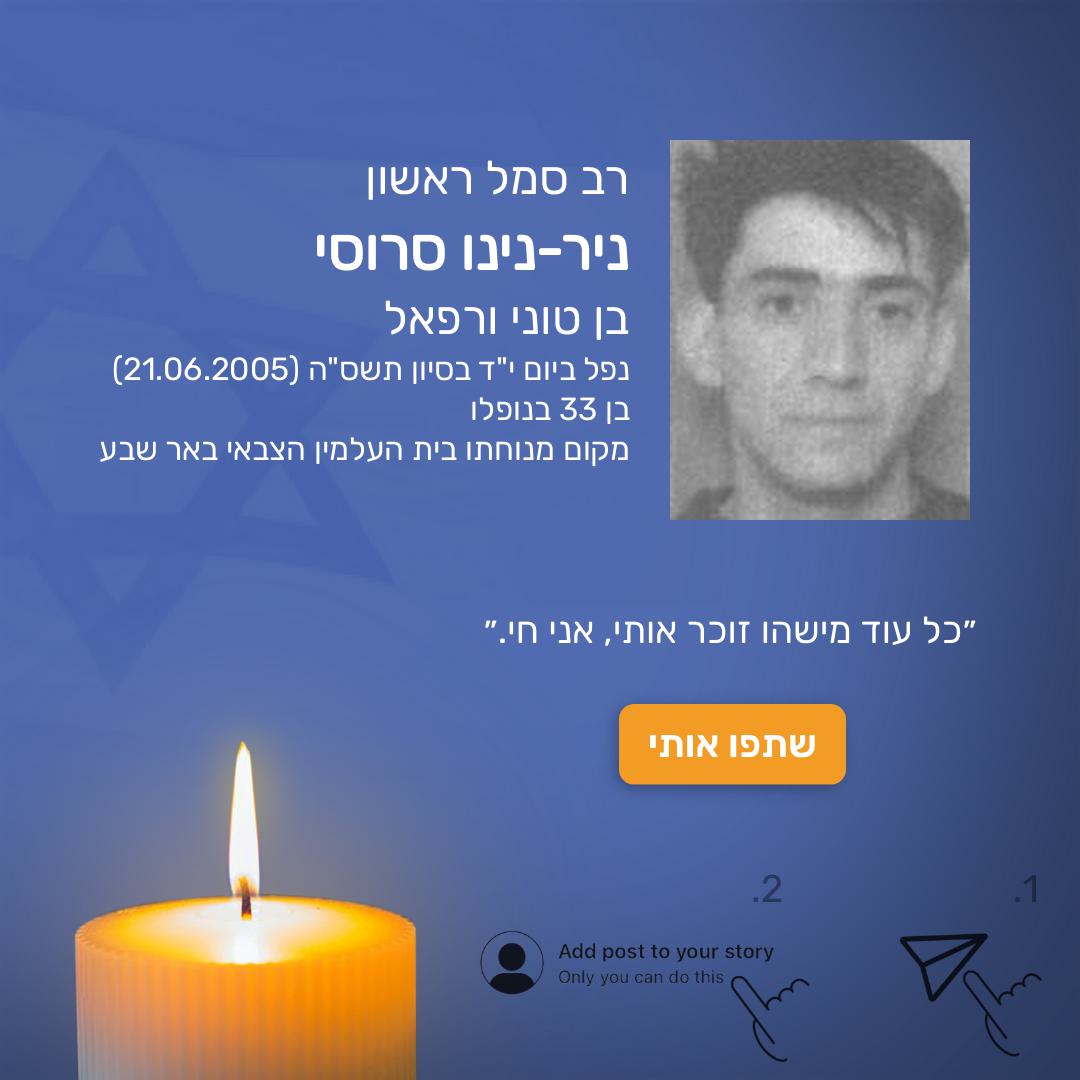 רב סמל ראשון
ניר-נינו סרוסי
בן טוני ורפאל
נפל ביום י"ד בסיון תשס"ה (21.06.2005)
בן 33 בנופלו
מקום מנוחתו בית העלמין הצבאי באר שבע
״כל עוד מישהו זוכר אותי, אני חי.״
שתפו אותי
1.
2.
Add post to your story
Only you can do this